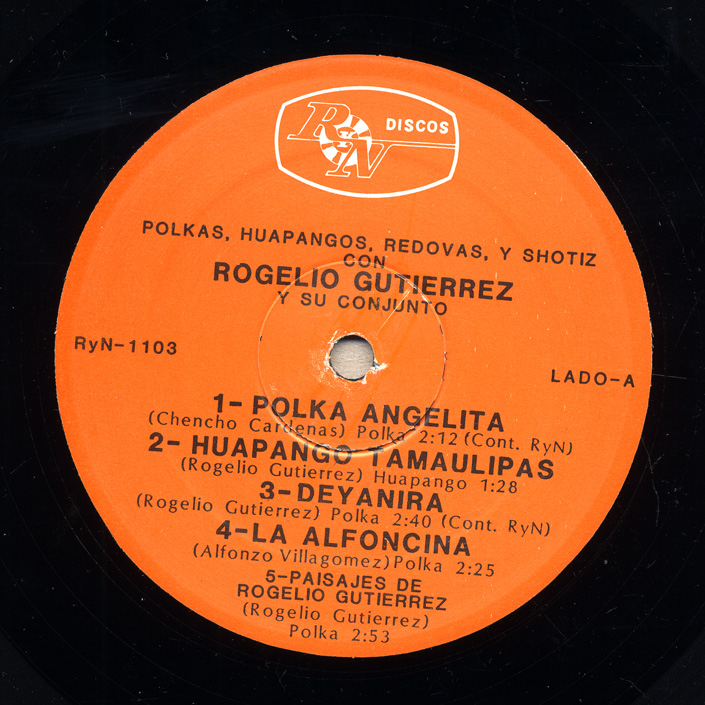 RyN DISCOS
POLKAS, HUAPANGOS, REDOVAS, Y SHOTIZ
CON
ROGELIO GUTIERREZ
Y SU CONJUNTO
RyN-1103
LADO-A
1- POLKA ANGELITA
(Chencho Cardenas) Polka 2:12 (Cont. RyN)
2- HUAPANGO TAMAULIPAS
(Rogelio Gutierrez) Huapango 1:28
3-DEYANIRA
(Rogelio Gutierrez) Polka 2:40 (Cont. RyN)
4-LA ALFONCINA
(Alfonzo Villagomez) Polka 2:25
5-PAISAJES DE
ROGELIO GUTIERREZ
(Rogelio Gutierrez)
Polka 2:53